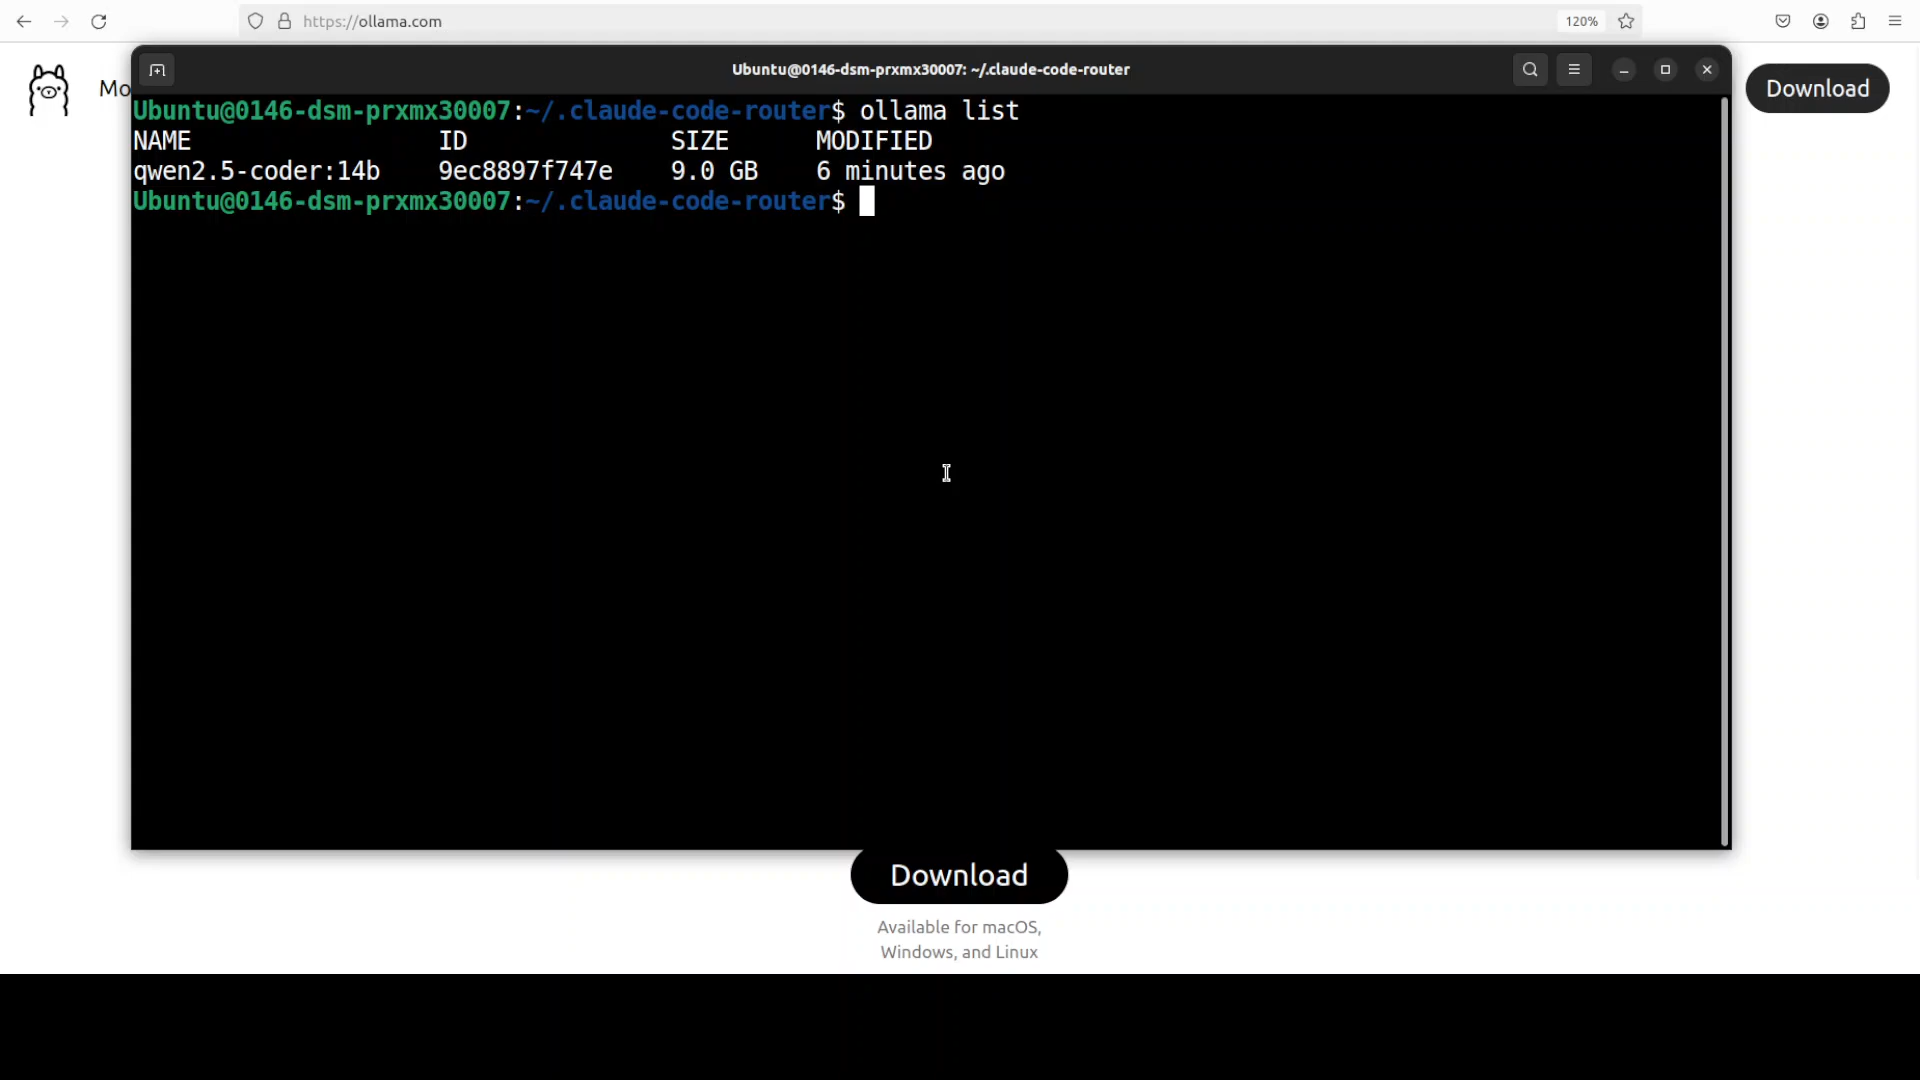 https://ollama.com
120%
Mo
Ubuntu@0146-dsm-prxmx30007: ~/.claude-code-router
Download
Ubuntu@0146-dsm-prxmx30007:~/.claude-code-router$ ollama list
NAME ID SIZE MODIFIED
qwen2.5-coder:14b 9ec8897f747e 9.0 GB 6 minutes ago
Ubuntu@0146-dsm-prxmx30007:~/.claude-code-router$
Download
Available for macOS,
Windows, and Linux